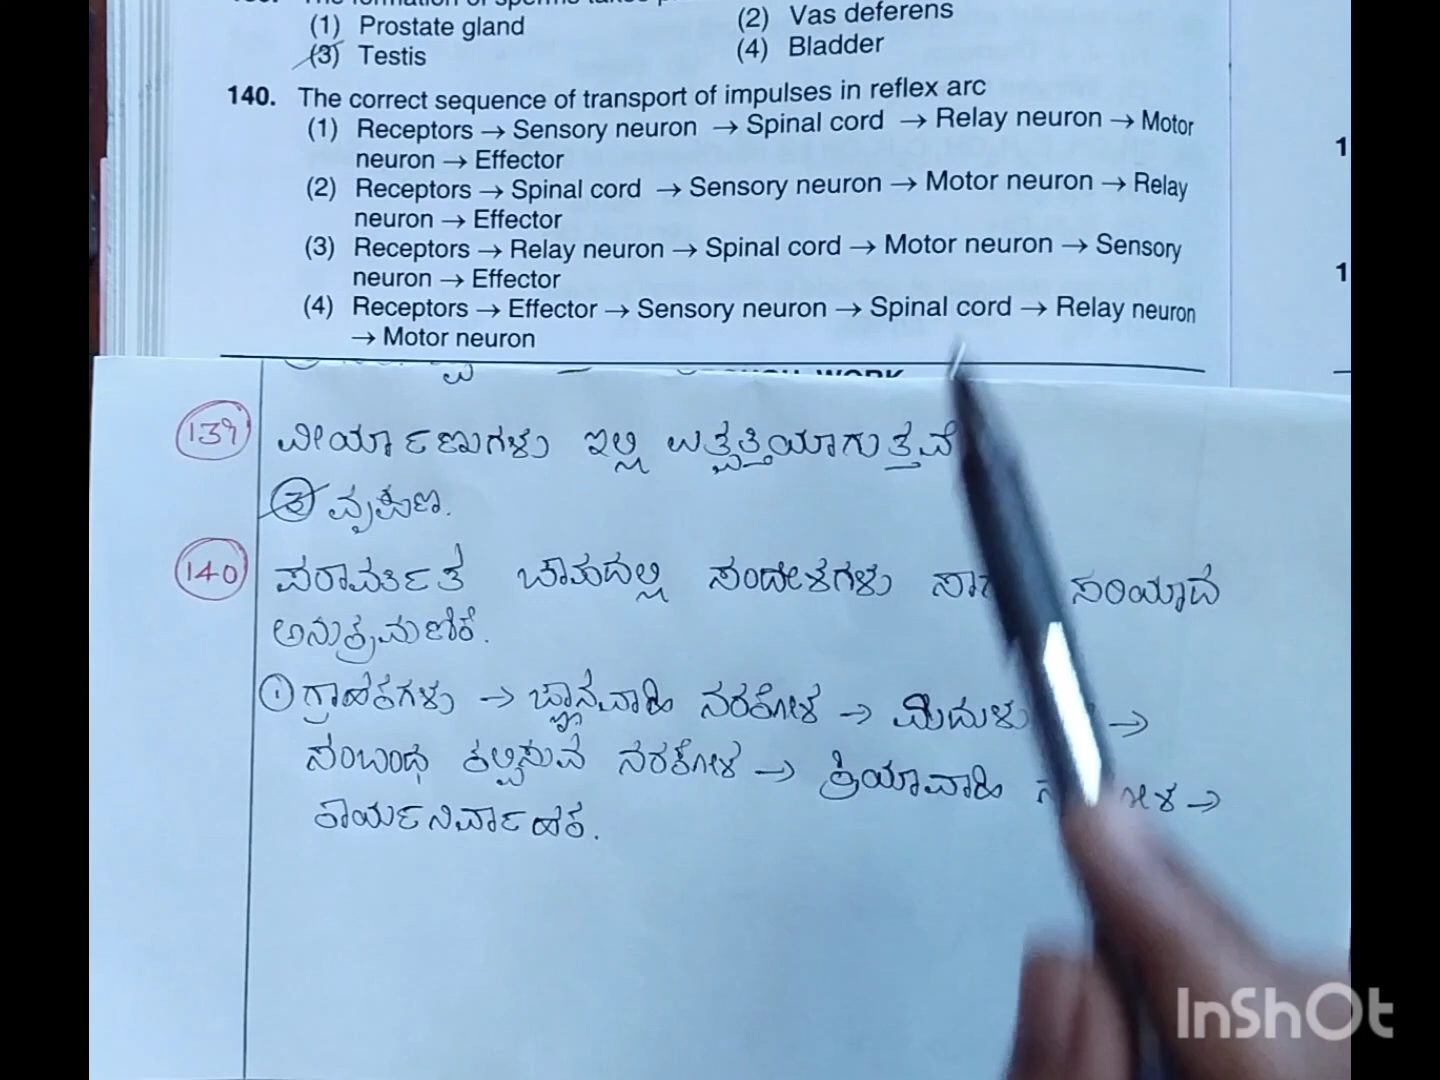 (1) Prostate gland (2) Vas deferens
(3) Testis (4) Bladder
140. The correct sequence of transport of impulses in reflex arc
(1) Receptors → Sensory neuron → Spinal cord → Relay neuron → Motor
neuron → Effector
(2) Receptors → Spinal cord → Sensory neuron → Motor neuron → Relay
neuron → Effector
(3) Receptors → Relay neuron → Spinal cord → Motor neuron → Sensory
neuron → Effector
(4) Receptors → Effector → Sensory neuron → Spinal cord → Relay neuron
→ Motor neuron
139 ವೀರ್ಯಾಣುಗಳು ಇಲ್ಲಿ ಉತ್ಪತ್ತಿಯಾಗುತ್ತವೆ
3 ವೃಷಣ.
140 ಪರಾವರ್ತಿತ ಚಾಪದಲ್ಲಿ ಸಂದೇಶಗಳು ಸರಿಯಾದ
ಅನುಕ್ರಮಣಿಕೆ.
1 ಗ್ರಾಹಕಗಳು → ಜ್ಞಾನವಾಹಿ ನರಕೋಶ → →
ಸಂಬಂಧ ಕಲ್ಪಿಸುವ ನರಕೋಶ → ಕ್ರಿಯಾವಾಹಿ →
ಕಾರ್ಯನಿರ್ವಾಹಕ.
InShOt